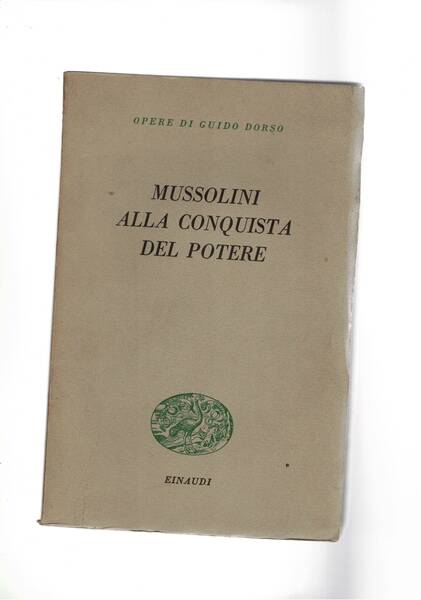 OPERE DI GUIDO DORSO
MUSSOLINI
ALLA CONQUISTA
DEL POTERE
EINAUDI